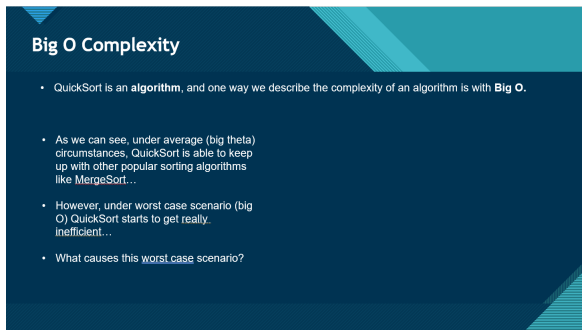 Big O Complexity
• QuickSort is an algorithm, and one way we describe the complexity of an algorithm is with Big O.
• As we can see, under average (big theta)
circumstances, QuickSort is able to keep
up with other popular sorting algorithms
like MergeSort…
• However, under worst case scenario (big
O) QuickSort starts to get really
inefficient…
• What causes this worst case scenario?